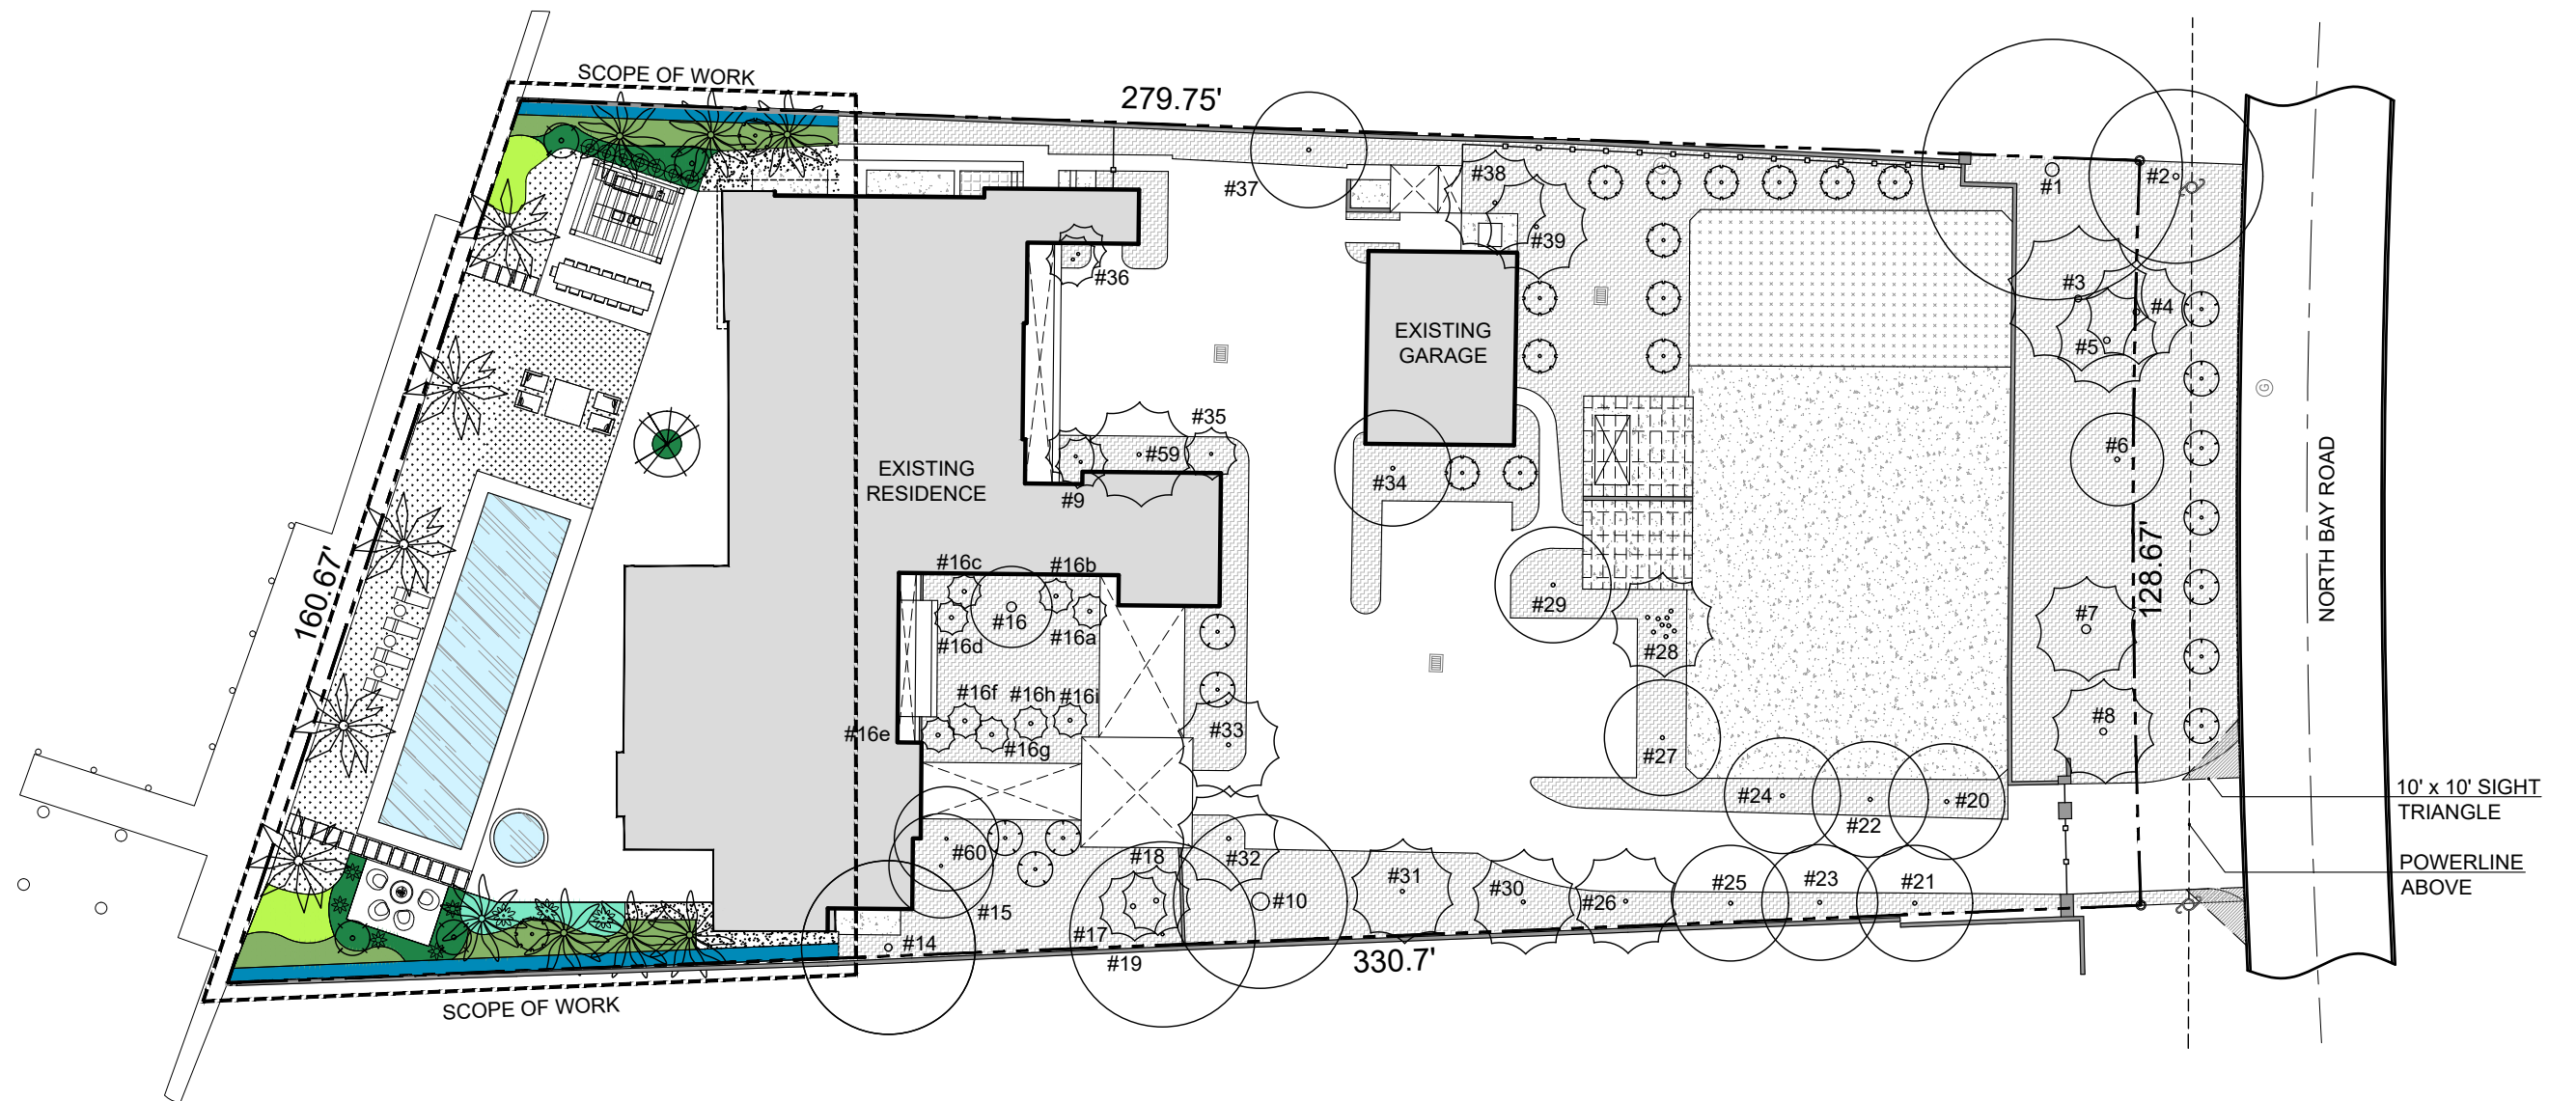 SCOPE OF WORK
279.75'
#37
#38
#39
#1
#2
#3
#4
#5
#36
EXISTING
GARAGE
#35
#59
#9
#34
#6
EXISTING
RESIDENCE
NORTH BAY ROAD
G
160.67'
128.67'
#16c
#16b
#16
#16a
#16d
#29
#28
#7
#16f
#16h
#16i
#16e
#16g
#33
#27
#8
10' x 10' SIGHT
TRIANGLE
#24
#22
#20
#60
#18
#32
#31
#30
#26
#25
#23
#21
POWERLINE
ABOVE
#10
#15
#14
#17
#19
330.7'
SCOPE OF WORK